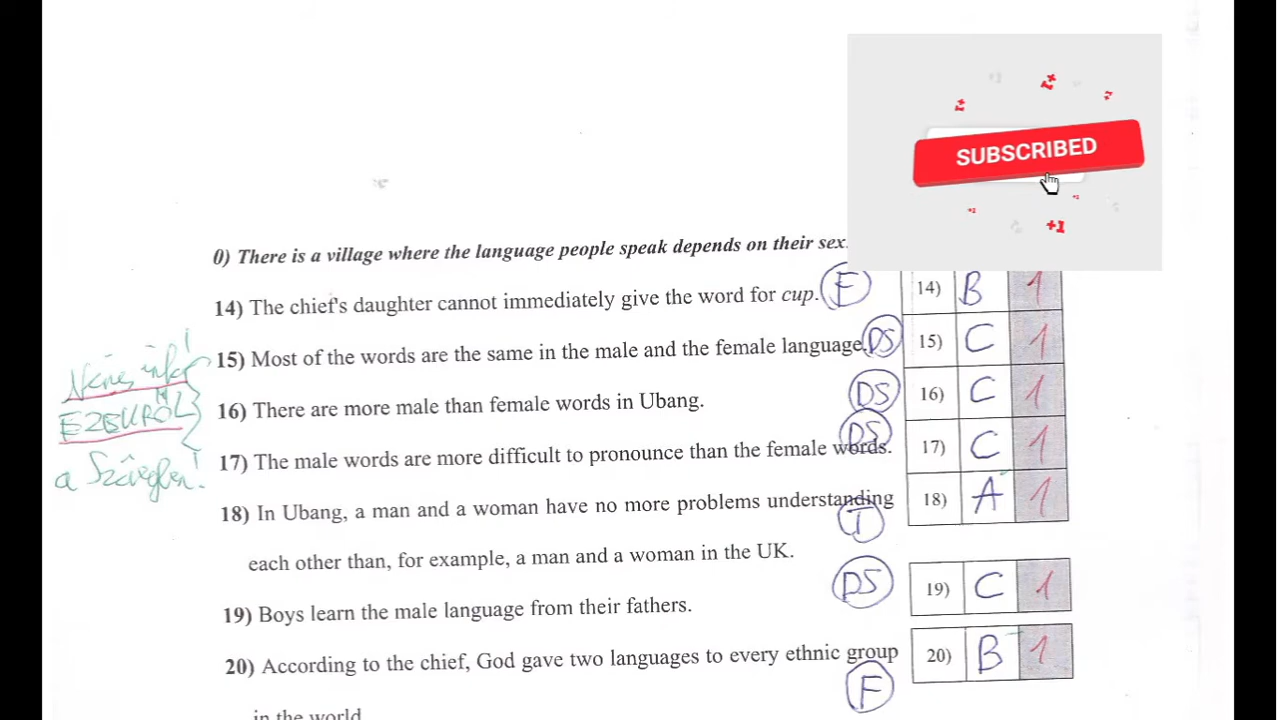 SUBSCRIBED
+1
0) There is a village where the language people speak depends on their sex.
14) The chief's daughter cannot immediately give the word for cup. F 14) B 1
15) Most of the words are the same in the male and the female language. DS 15) C 1
16) There are more male than female words in Ubang. DS 16) C 1
17) The male words are more difficult to pronounce than the female words. DS 17) C 1
a Szövegben!
18) In Ubang, a man and a woman have no more problems understanding 18) A 1
each other than, for example, a man and a woman in the UK. T
19) Boys learn the male language from their fathers. DS 19) C 1
20) According to the chief, God gave two languages to every ethnic group 20) B 1
in the world F